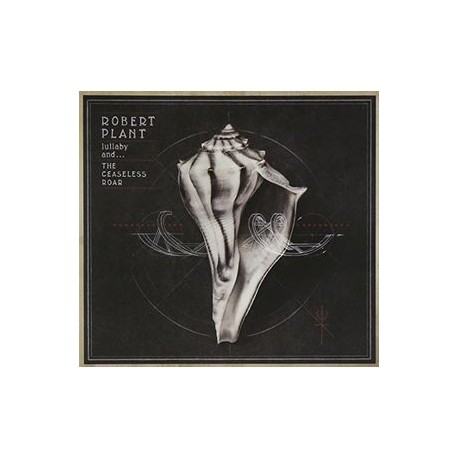 ROBERT
PLANT
lullaby
and...
THE
CEASELESS
ROAR